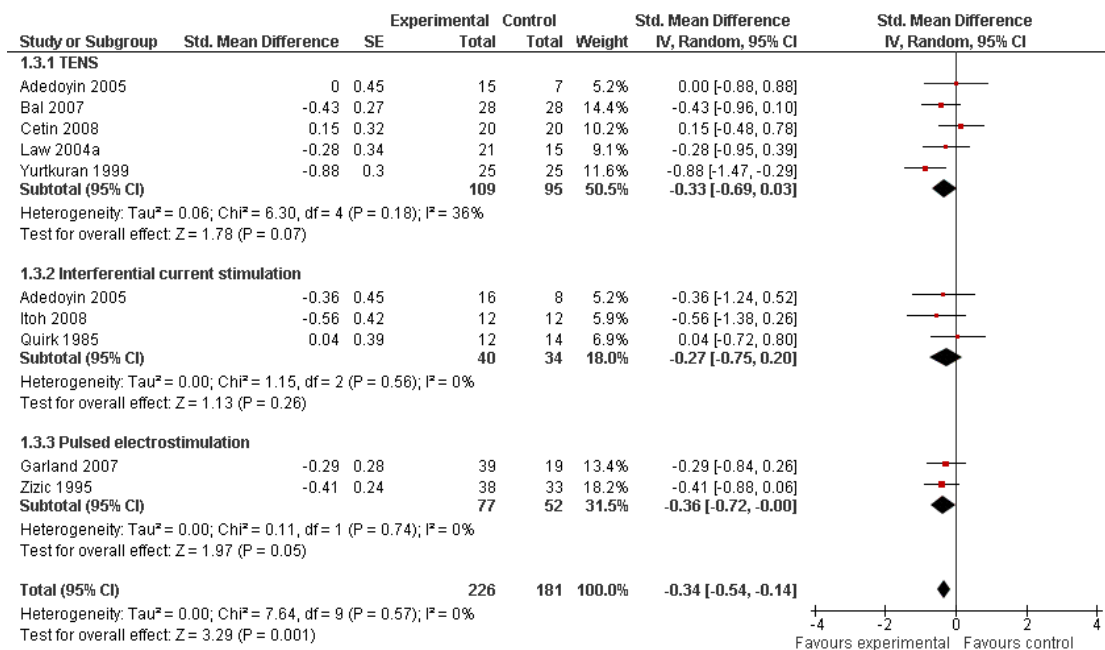 Experimental Control Std. Mean Difference Std. Mean Difference
Study or Subgroup Std. Mean Difference SE Total Total Weight IV, Random, 95% CI IV, Random, 95% CI
1.3.1 TENS
Adedoyin 2005 0 0.45 15 7 5.2% 0.00 [-0.88, 0.88]
Bal 2007 -0.43 0.27 28 28 14.4% -0.43 [-0.96, 0.10]
Cetin 2008 0.15 0.32 20 20 10.2% 0.15 [-0.48, 0.78]
Law 2004a -0.28 0.34 21 15 9.1% -0.28 [-0.95, 0.39]
Yurtkuran 1999 -0.88 0.3 25 25 11.6% -0.88 [-1.47, -0.29]
Subtotal (95% CI) 109 95 50.5% -0.33 [-0.69, 0.03]
Heterogeneity: Tau² = 0.06; Chi² = 6.30, df = 4 (P = 0.18); I² = 36%
Test for overall effect: Z = 1.78 (P = 0.07)
1.3.2 Interferential current stimulation
Adedoyin 2005 -0.36 0.45 16 8 5.2% -0.36 [-1.24, 0.52]
Itoh 2008 -0.56 0.42 12 12 5.9% -0.56 [-1.38, 0.26]
Quirk 1985 0.04 0.39 12 14 6.9% 0.04 [-0.72, 0.80]
Subtotal (95% CI) 40 34 18.0% -0.27 [-0.75, 0.20]
Heterogeneity: Tau² = 0.00; Chi² = 1.15, df = 2 (P = 0.56); I² = 0%
Test for overall effect: Z = 1.13 (P = 0.26)
1.3.3 Pulsed electrostimulation
Garland 2007 -0.29 0.28 39 19 13.4% -0.29 [-0.84, 0.26]
Zizic 1995 -0.41 0.24 38 33 18.2% -0.41 [-0.88, 0.06]
Subtotal (95% CI) 77 52 31.5% -0.36 [-0.72, -0.00]
Heterogeneity: Tau² = 0.00; Chi² = 0.11, df = 1 (P = 0.74); I² = 0%
Test for overall effect: Z = 1.97 (P = 0.05)
Total (95% CI) 226 181 100.0% -0.34 [-0.54, -0.14]
Heterogeneity: Tau² = 0.00; Chi² = 7.64, df = 9 (P = 0.57); I² = 0%
Test for overall effect: Z = 3.29 (P = 0.001)
-4 -2 0 2 4
Favours experimental Favours control